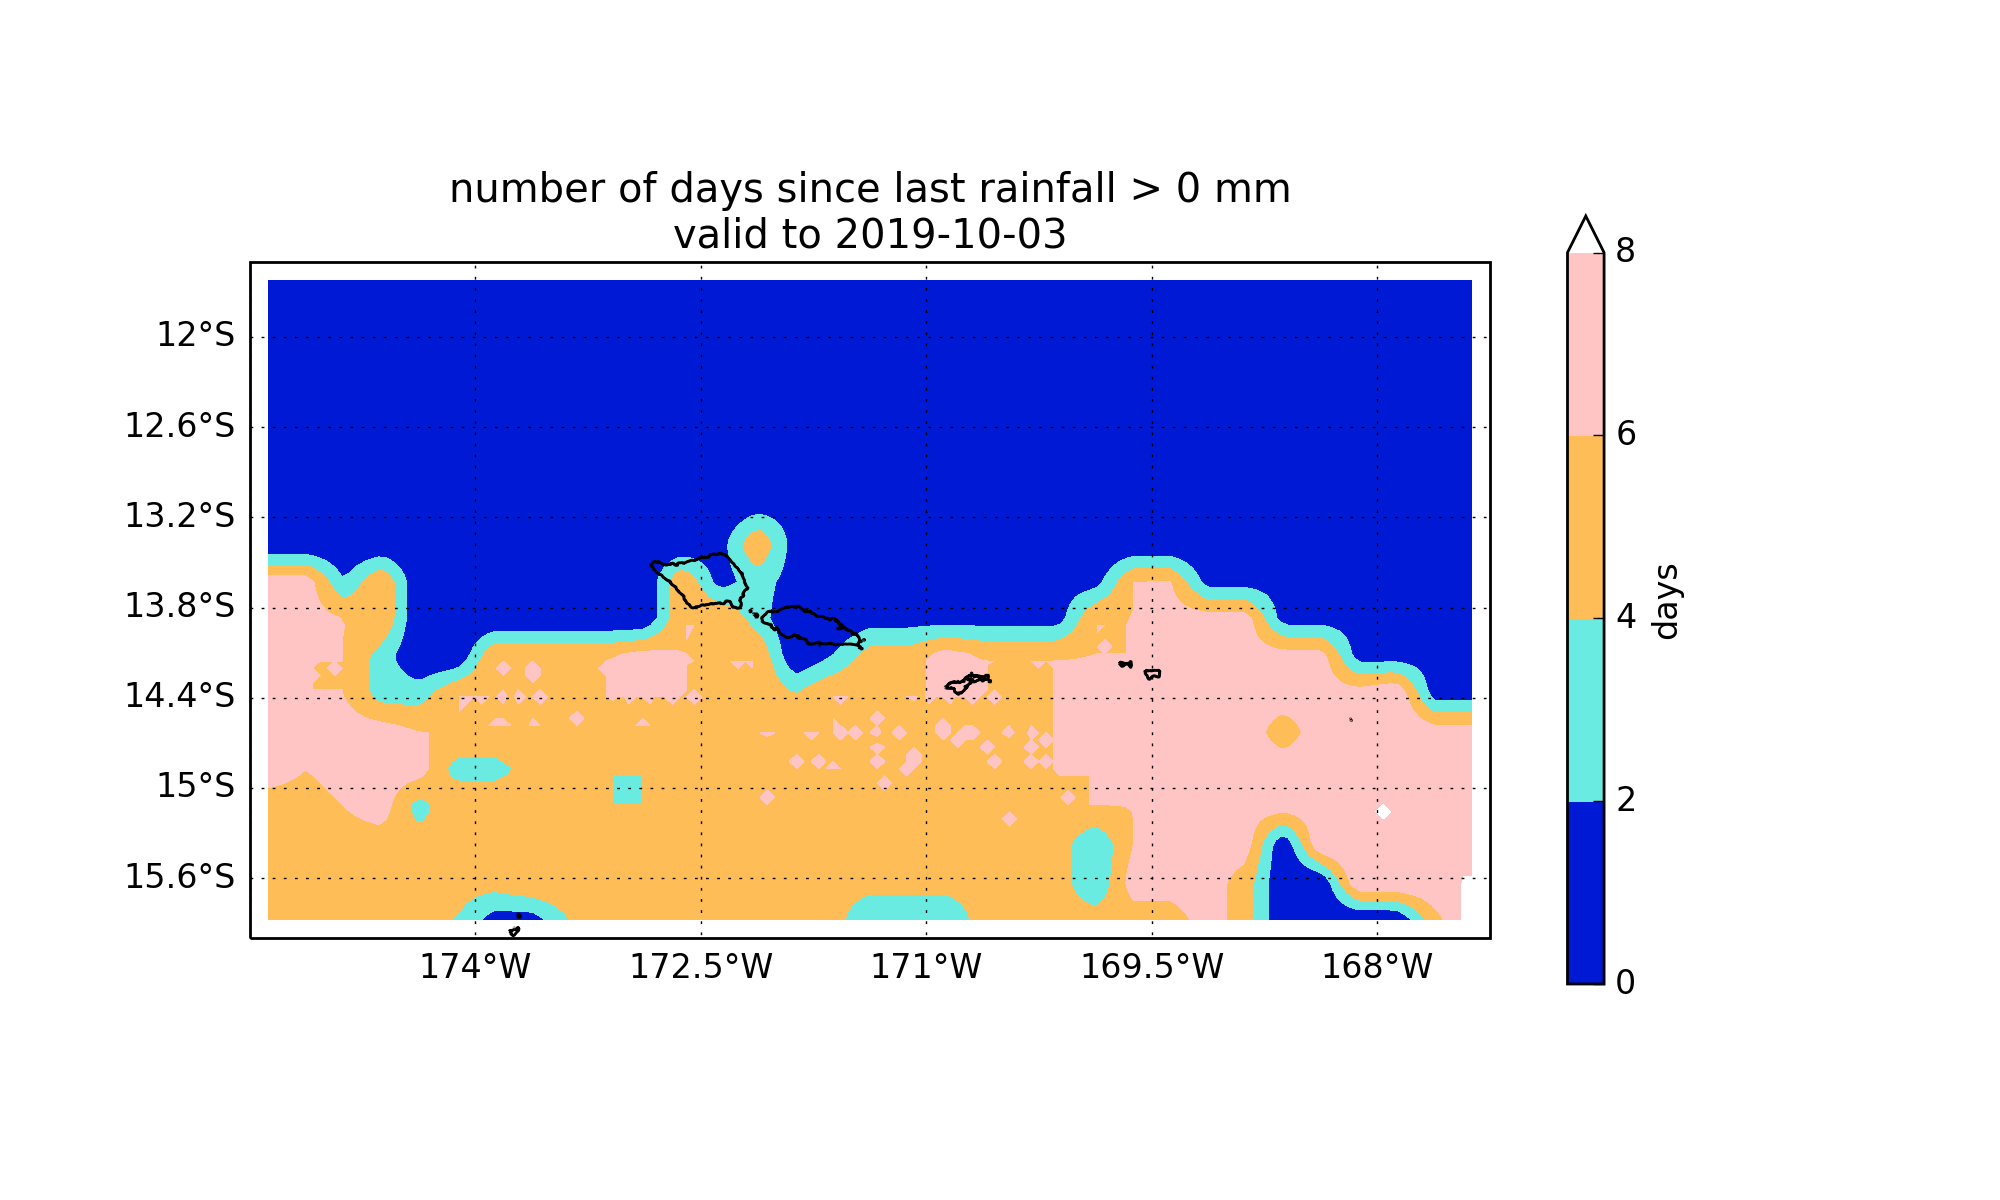 number of days since last rainfall > 0 mm
valid to 2019-10-03
12°S
12.6°S
13.2°S
13.8°S
14.4°S
15°S
15.6°S
174°W
172.5°W
171°W
169.5°W
168°W
8
6
4
2
0
days